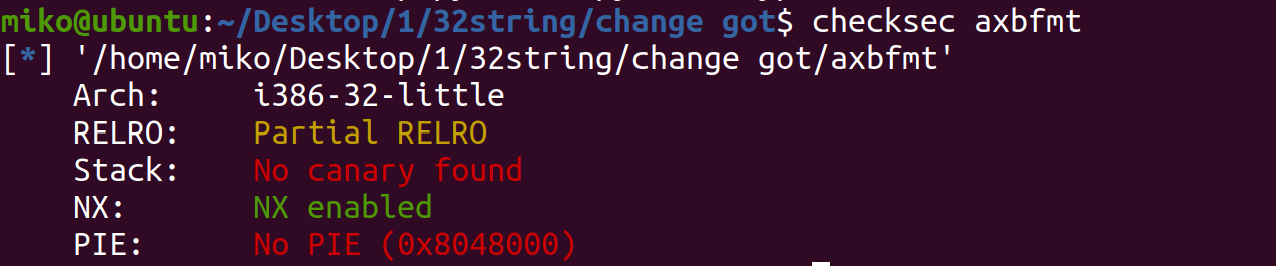 miko@ubuntu:~/Desktop/1/32string/change got$ checksec axbfmt
[*] '/home/miko/Desktop/1/32string/change got/axbfmt'
    Arch:     i386-32-little
    RELRO:    Partial RELRO
    Stack:    No canary found
    NX:       NX enabled
    PIE:      No PIE (0x8048000)